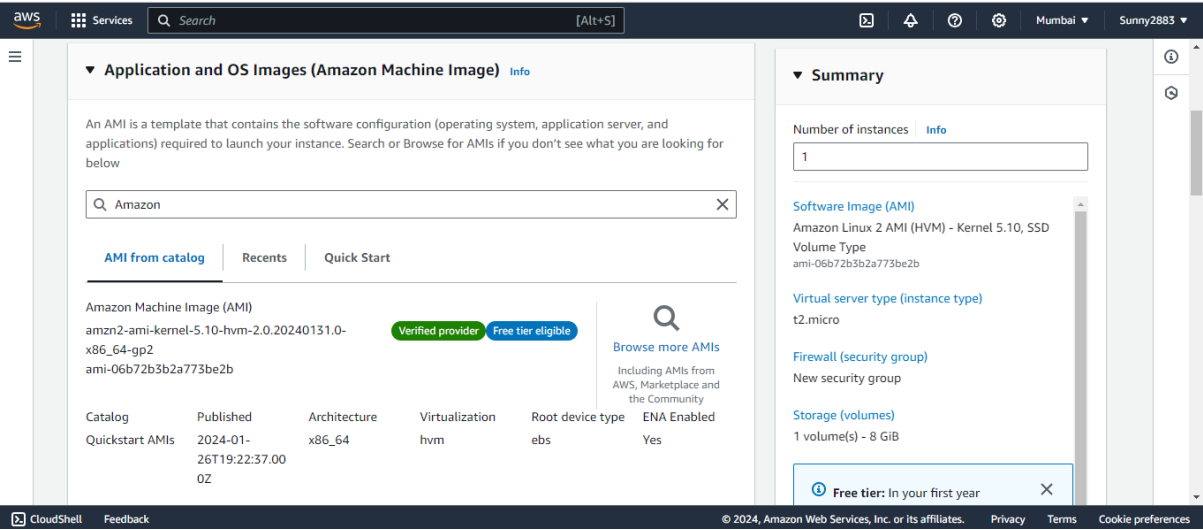 aws
Services
Search
[Alt+S]
Mumbai
Sunny2883
Application and OS Images (Amazon Machine Image) Info
An AMI is a template that contains the software configuration (operating system, application server, and
applications) required to launch your instance. Search or Browse for AMIs if you don't see what you are looking for
below
Amazon
AMI from catalog
Recents
Quick Start
Amazon Machine Image (AMI)
amzn2-ami-kernel-5.10-hvm-2.0.20240131.0-
x86_64-gp2
ami-06b72b3b2a773be2b
Verified provider
Free tier eligible
Browse more AMIs
Including AMIs from
AWS, Marketplace and
the Community
Catalog
Published
Architecture
Virtualization
Root device type
ENA Enabled
Quickstart AMIs
2024-01-
26T19:22:37.00
0Z
x86_64
hvm
ebs
Yes
Summary
Number of instances
Info
1
Software Image (AMI)
Amazon Linux 2 AMI (HVM) - Kernel 5.10, SSD
Volume Type
ami-06b72b3b2a773be2b
Virtual server type (instance type)
t2.micro
Firewall (security group)
New security group
Storage (volumes)
1 volume(s) - 8 GiB
Free tier: In your first year
CloudShell
Feedback
© 2024, Amazon Web Services, Inc. or its affiliates.
Privacy
Terms
Cookie preferences